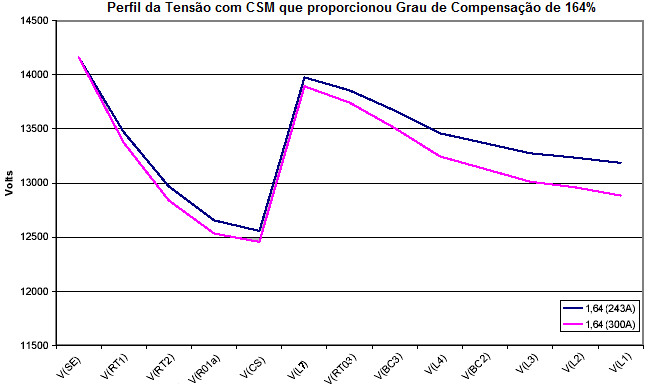 Perfil da Tensão com CSM que proporcionou Grau de Compensação de 164%
14500
14000
13500
13000
12500
12000
11500
Volts
1,64 (243A)
1,64 (300A)
V(SE)
V(RT1)
V(RT2)
V(R01a)
V(CS)
V(RT03)
V(BC3)
V(L4)
V(BC2)
V(L3)
V(L2)
V(L1)